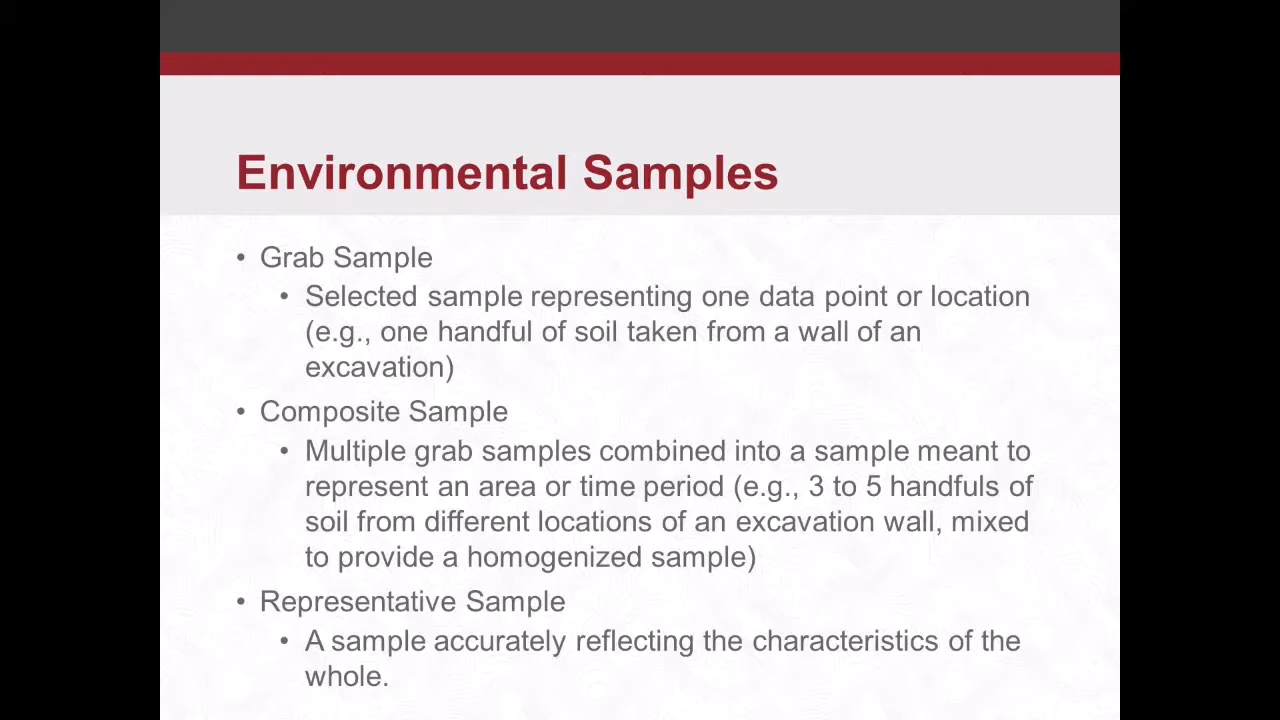 Environmental Samples
• Grab Sample
• Selected sample representing one data point or location
(e.g., one handful of soil taken from a wall of an
excavation)
• Composite Sample
• Multiple grab samples combined into a sample meant to
represent an area or time period (e.g., 3 to 5 handfuls of
soil from different locations of an excavation wall, mixed
to provide a homogenized sample)
• Representative Sample
• A sample accurately reflecting the characteristics of the
whole.